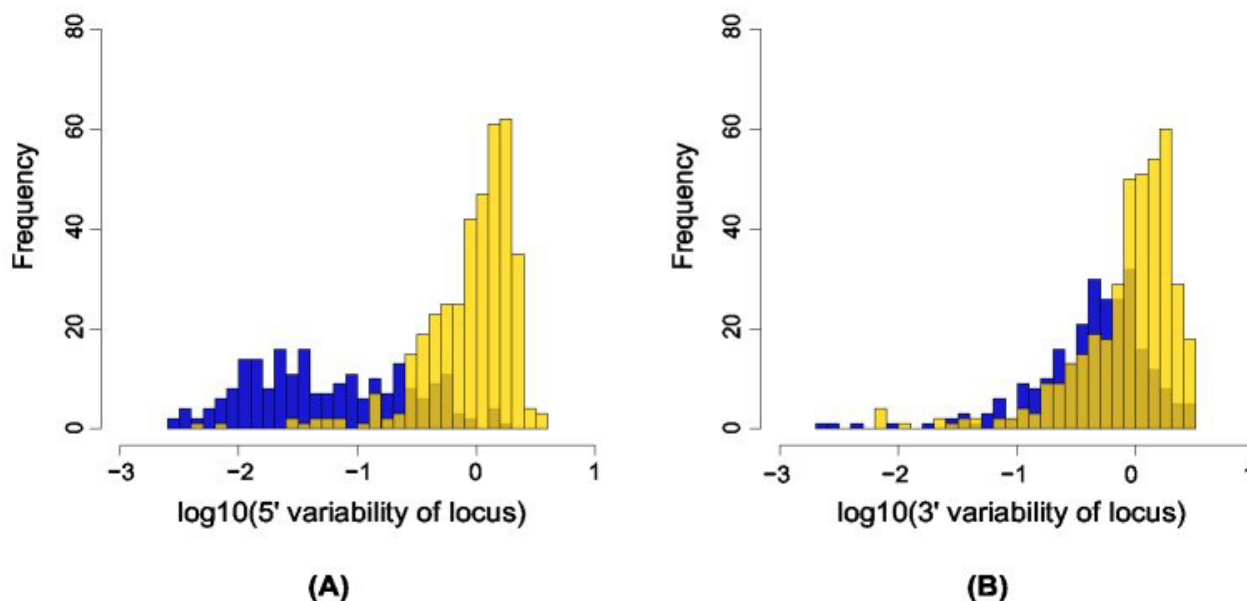 80
60
40
20
0
Frequency
−3 −2 −1 0 1
log10(5' variability of locus)
(A)
80
60
40
20
0
Frequency
−3 −2 −1 0 1
log10(3' variability of locus)
(B)